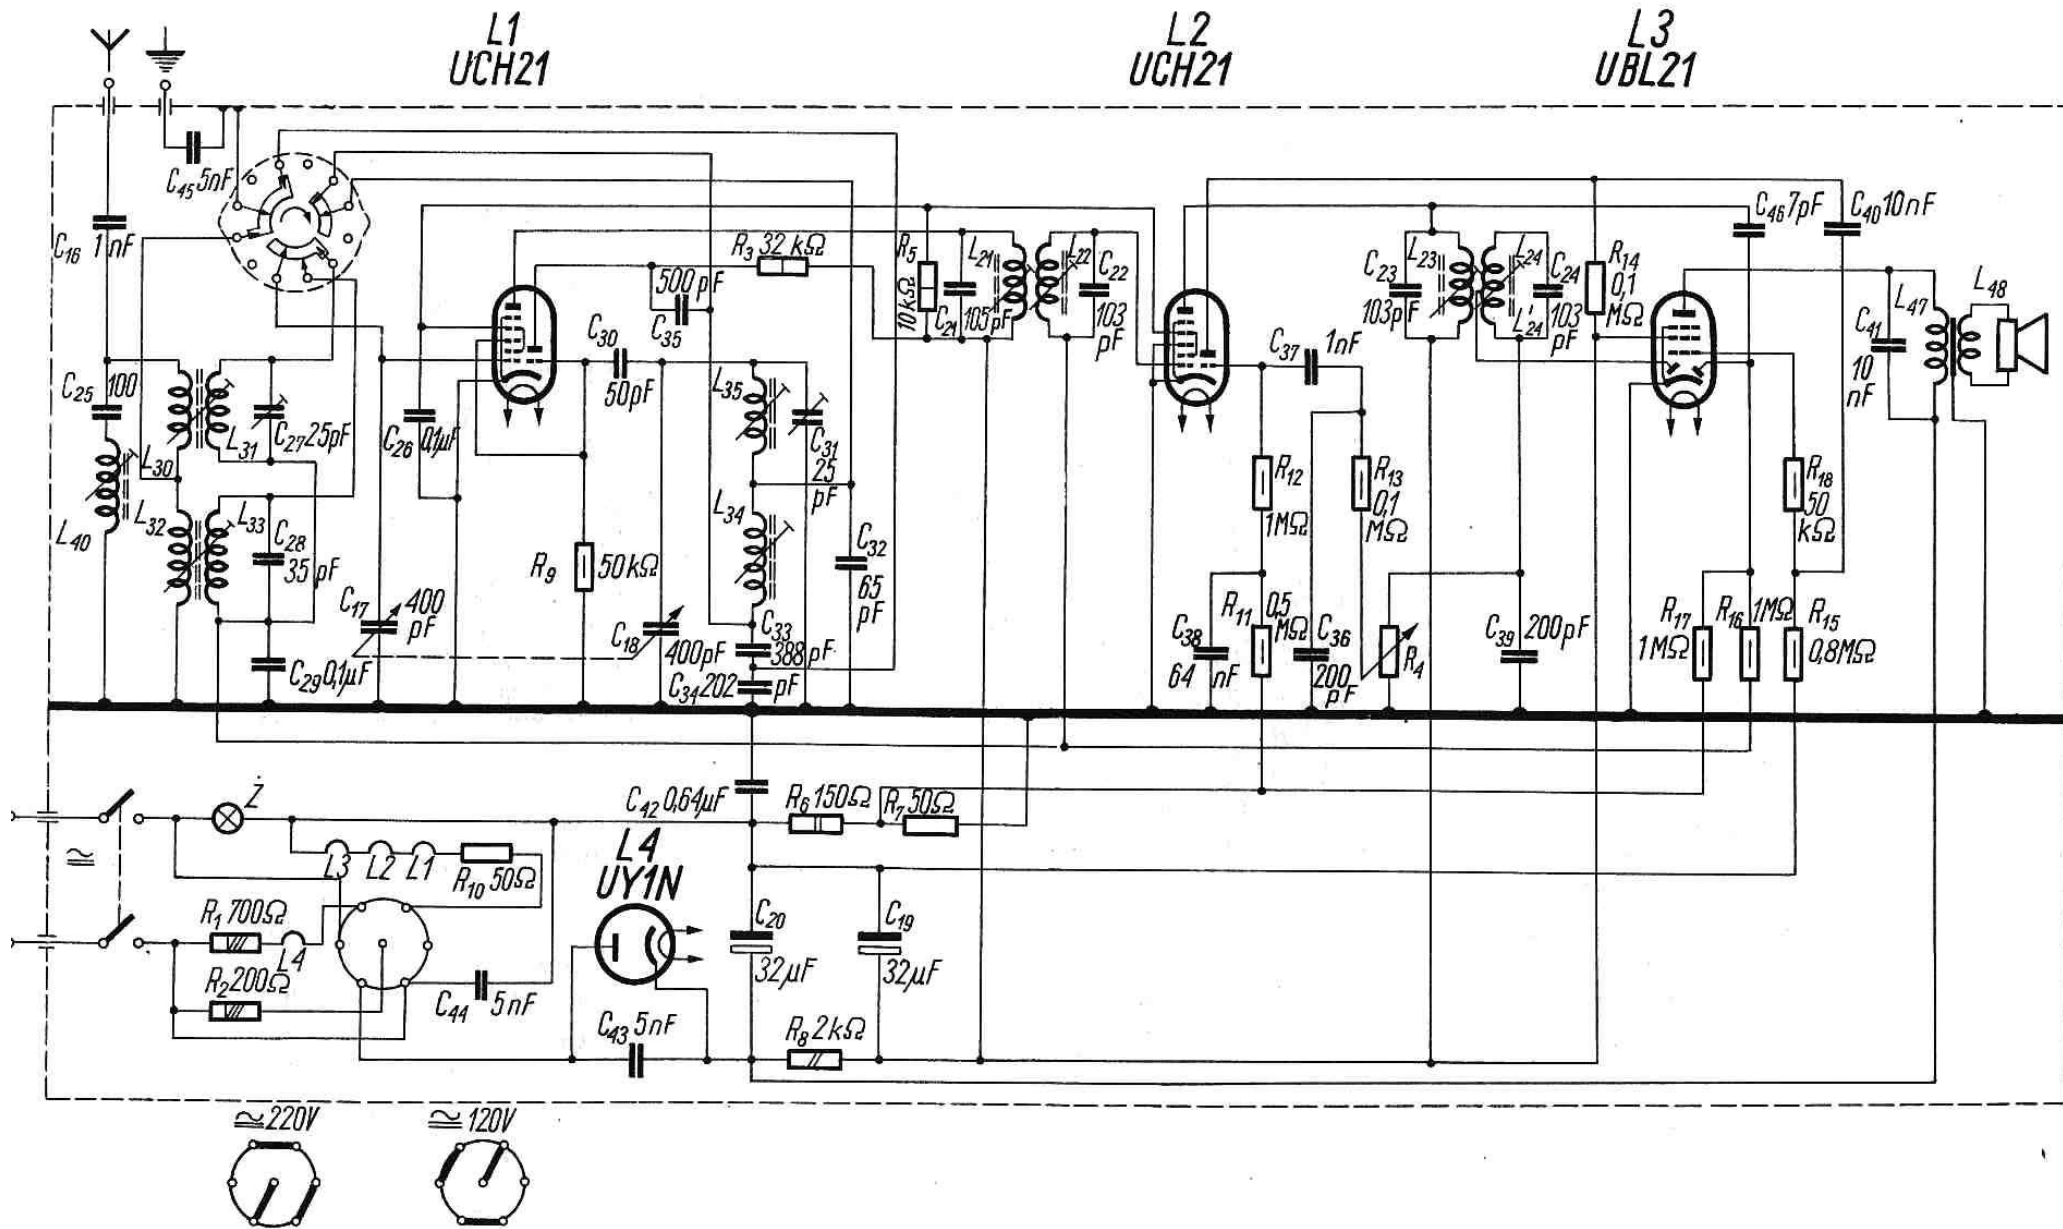 L1
UCH21
L2
UCH21
L3
UBL21
C45 5nF
C16 1nF
R3 32 kΩ
500 pF
C35
R5
10kΩ
C21 105pF
L21
L22
C22
103
pF
C23
103pF
L23
L24
L'24
C24
103
pF
R14
0,1
MΩ
C46 7pF
C40 10nF
L47
L48
C41
10
nF
C25 100
L30
L31
C27 25pF
C26 0,1µF
C30
50pF
L35
C31
25
pF
C37 1nF
R12
1MΩ
R13
0,1
MΩ
R18
50
kΩ
L40
L32
L33
C28
35 pF
C29 0,1µF
C17 400
pF
R9 50kΩ
C18 400pF
L34
C32
65
pF
C33
388 pF
C34 202 pF
C38
64 nF
R11 0,5
MΩ
C36
200
pF
R4
C39 200pF
R17
1MΩ
R16 1MΩ
R15
0,8MΩ
Ż
≃
C42 0,64µF
R6 150Ω
R7 50Ω
L3 L2 L1
R10 50Ω
L4
UY1N
R1 700Ω
L4
R2 200Ω
C44 5nF
C20
32µF
C19
32µF
C43 5nF
R8 2kΩ
≃220V
≃120V